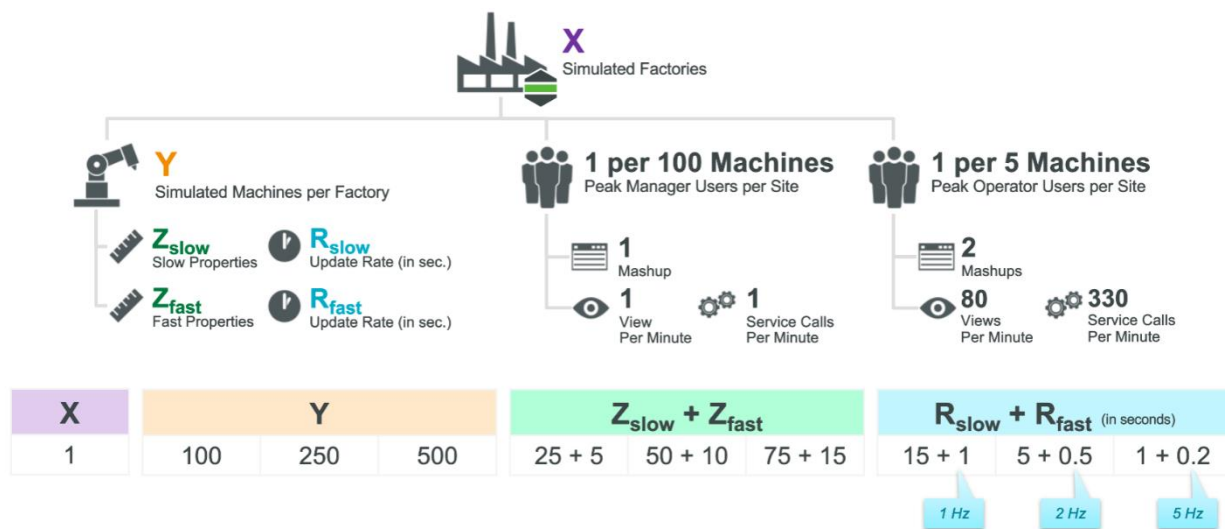 X
Simulated Factories
Y
Simulated Machines per Factory
Zslow
Slow Properties
Rslow
Update Rate (in sec.)
Zfast
Fast Properties
Rfast
Update Rate (in sec.)
1 per 100 Machines
Peak Manager Users per Site
1
Mashup
1
View
Per Minute
1
Service Calls
Per Minute
1 per 5 Machines
Peak Operator Users per Site
2
Mashups
80
Views
Per Minute
330
Service Calls
Per Minute
X Y Zslow + Zfast Rslow + Rfast (in seconds)
1 100 250 500 25 + 5 50 + 10 75 + 15 15 + 1 5 + 0.5 1 + 0.2
1 Hz 2 Hz 5 Hz